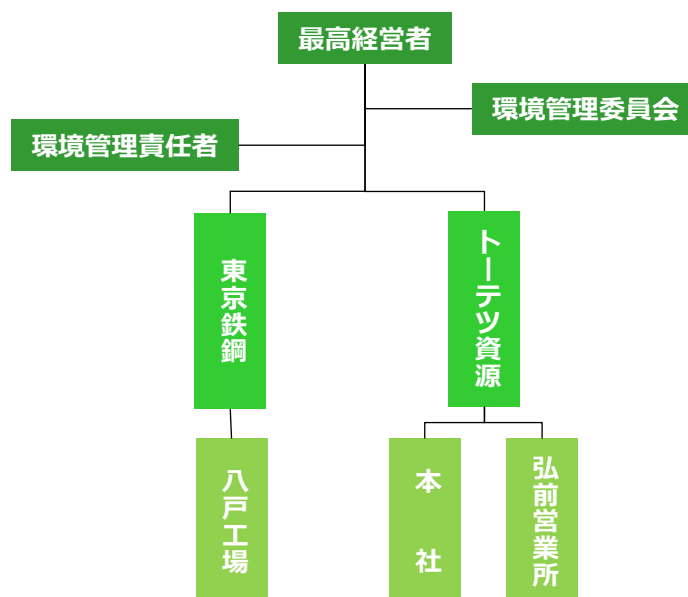 最高経営者
環境管理委員会
環境管理責任者
東京鉄鋼
トーテツ資源
八戸工場
本社
弘前営業所